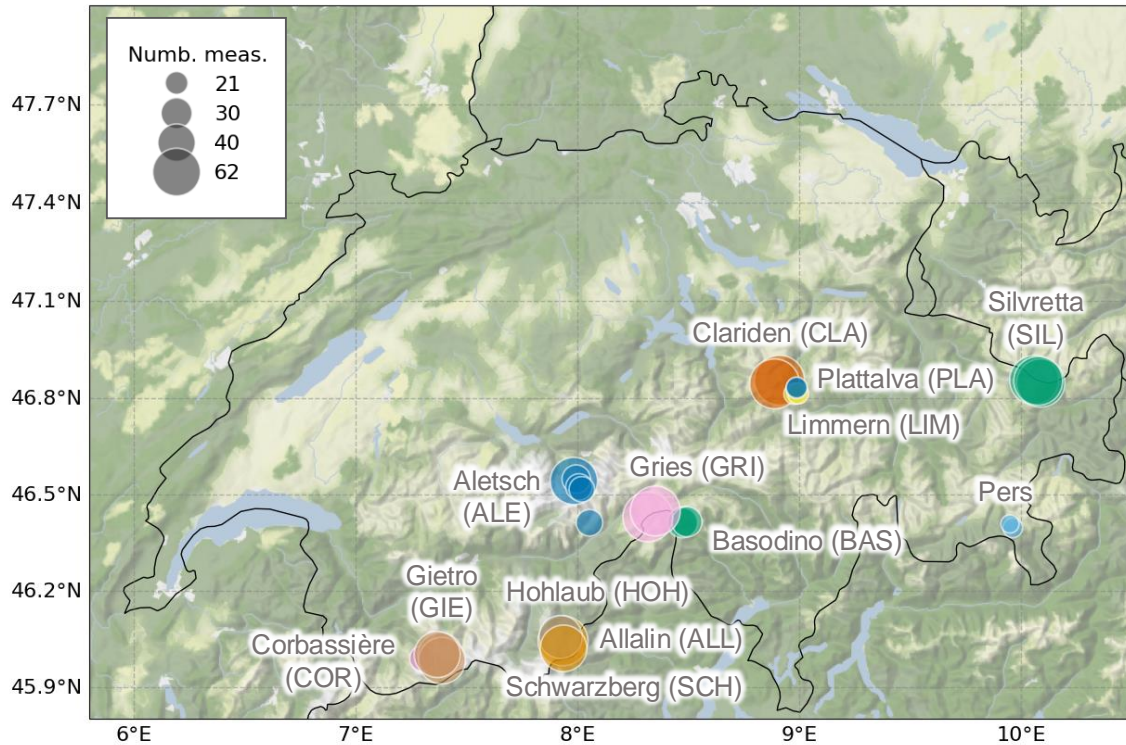 Numb. meas.
21
30
40
62
47.7°N
47.4°N
47.1°N
46.8°N
46.5°N
46.2°N
45.9°N
Silvretta
(SIL)
Clariden (CLA)
Plattalva (PLA)
Limmern (LIM)
Gries (GRI)
Aletsch
(ALE)
Pers
Basodino (BAS)
Gietro
(GIE)
Hohlaub (HOH)
Corbassière
(COR)
Allalin (ALL)
Schwarzberg (SCH)
6°E
7°E
8°E
9°E
10°E